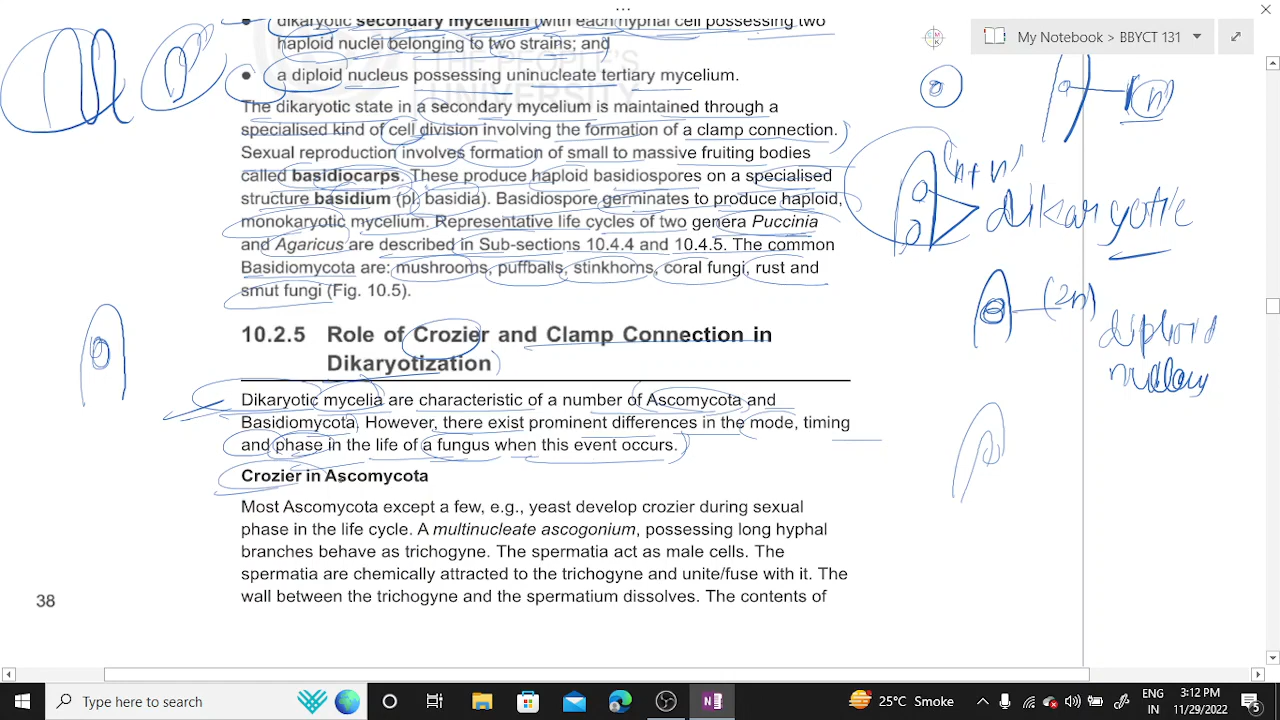 ...
My Notebook > BBYCT 131
dikaryotic secondary mycelium (with each hyphal cell possessing two
haploid nuclei belonging to two strains; and
THE PEOPLE'S
UNIVERSITY
• a diploid nucleus possessing uninucleate tertiary mycelium.
The dikaryotic state in a secondary mycelium is maintained through a
specialised kind of cell division involving the formation of a clamp connection.
Sexual reproduction involves formation of small to massive fruiting bodies
called basidiocarps. These produce haploid basidiospores on a specialised
structure basidium (pl. basidia). Basidiospore germinates to produce haploid,
monokaryotic mycelium. Representative life cycles of two genera Puccinia
and Agaricus are described in Sub-sections 10.4.4 and 10.4.5. The common
Basidiomycota are: mushrooms, puffballs, stinkhorns, coral fungi, rust and
smut fungi (Fig. 10.5).
(n)
n+n'
dikaryotic
(2n)
diploid
10.2.5 Role of Crozier and Clamp Connection in
Dikaryotization
Dikaryotic mycelia are characteristic of a number of Ascomycota and
Basidiomycota. However, there exist prominent differences in the mode, timing
and phase in the life of a fungus when this event occurs.
Crozier in Ascomycota
Most Ascomycota except a few, e.g., yeast develop crozier during sexual
phase in the life cycle. A multinucleate ascogonium, possessing long hyphal
branches behave as trichogyne. The spermatia act as male cells. The
spermatia are chemically attracted to the trichogyne and unite/fuse with it. The
wall between the trichogyne and the spermatium dissolves. The contents of
38
Type here to search
25°C Smoke
ENG
IN
3:12 PM
11/29/2022
5